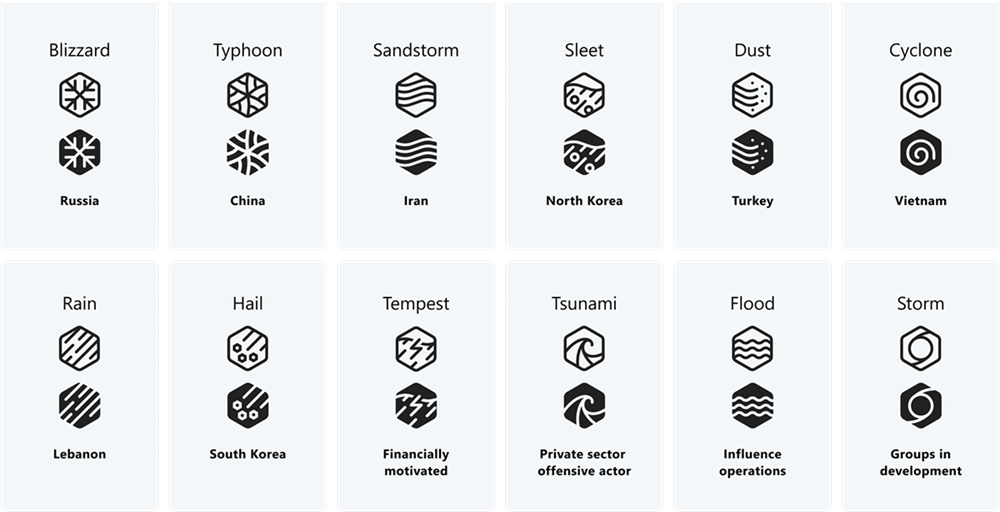 Blizzard
Russia
Typhoon
China
Sandstorm
Iran
Sleet
North Korea
Dust
Turkey
Cyclone
Vietnam
Rain
Lebanon
Hail
South Korea
Tempest
Financially
motivated
Tsunami
Private sector
offensive actor
Flood
Influence
operations
Storm
Groups in
development